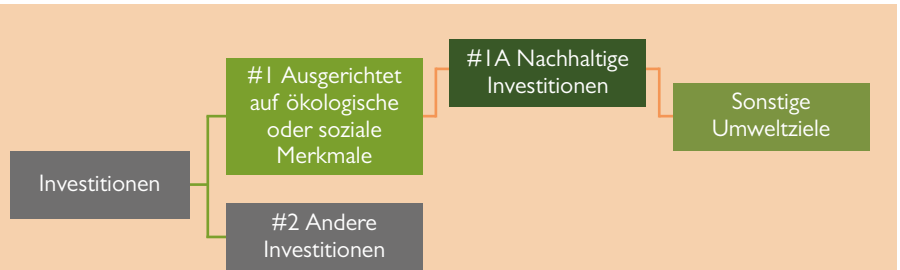 Investitionen
#1 Ausgerichtet
auf ökologische
oder soziale
Merkmale
#2 Andere
Investitionen
#1A Nachhaltige
Investitionen
Sonstige
Umweltziele